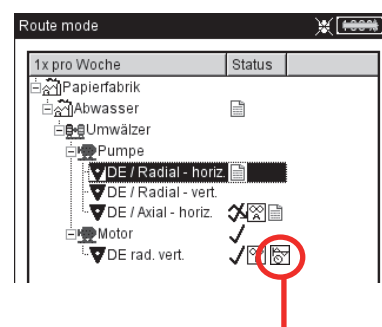 Route mode
1x pro Woche Status
Papierfabrik
Abwasser
Umwälzer
Pumpe
DE / Radial - horiz.
DE / Radial - vert.
DE / Axial - horiz.
A
Motor
DE rad. vert.